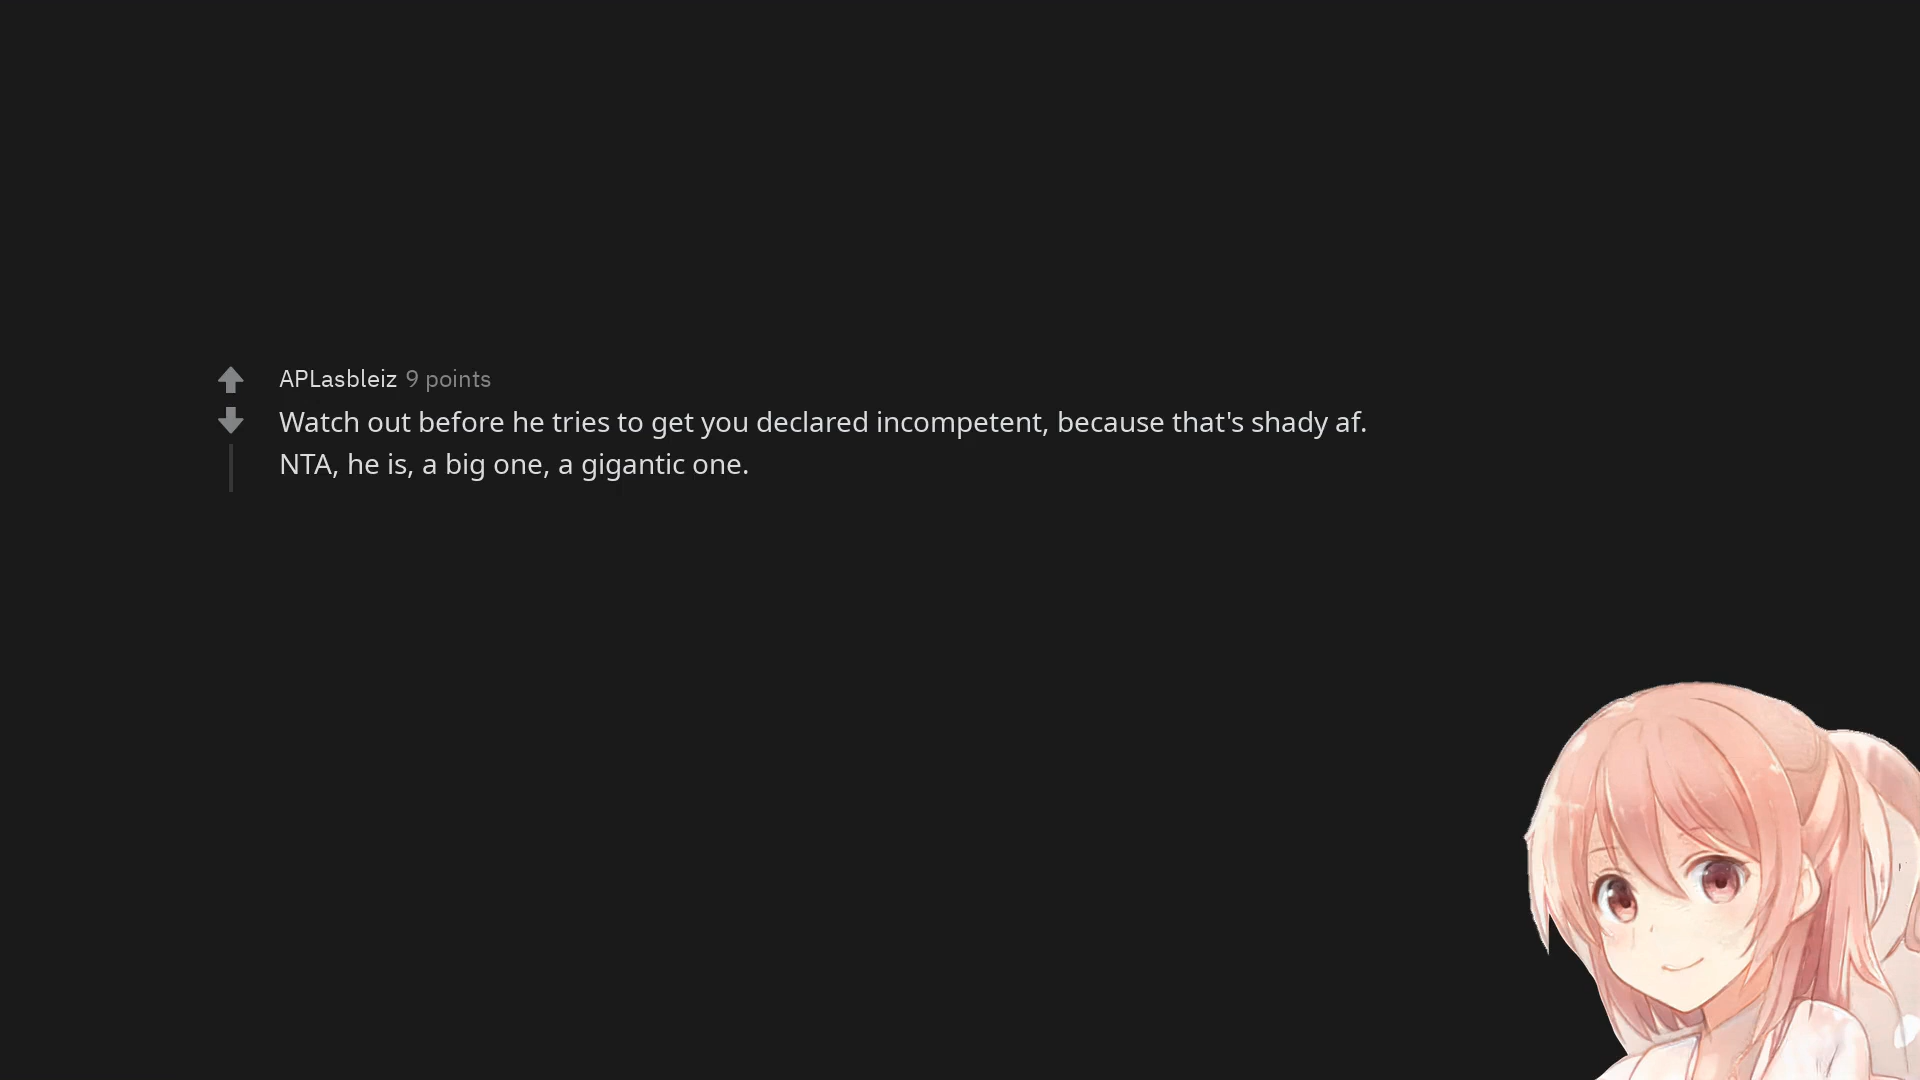 APLasbleiz 9 points
Watch out before he tries to get you declared incompetent, because that's shady af.
NTA, he is, a big one, a gigantic one.